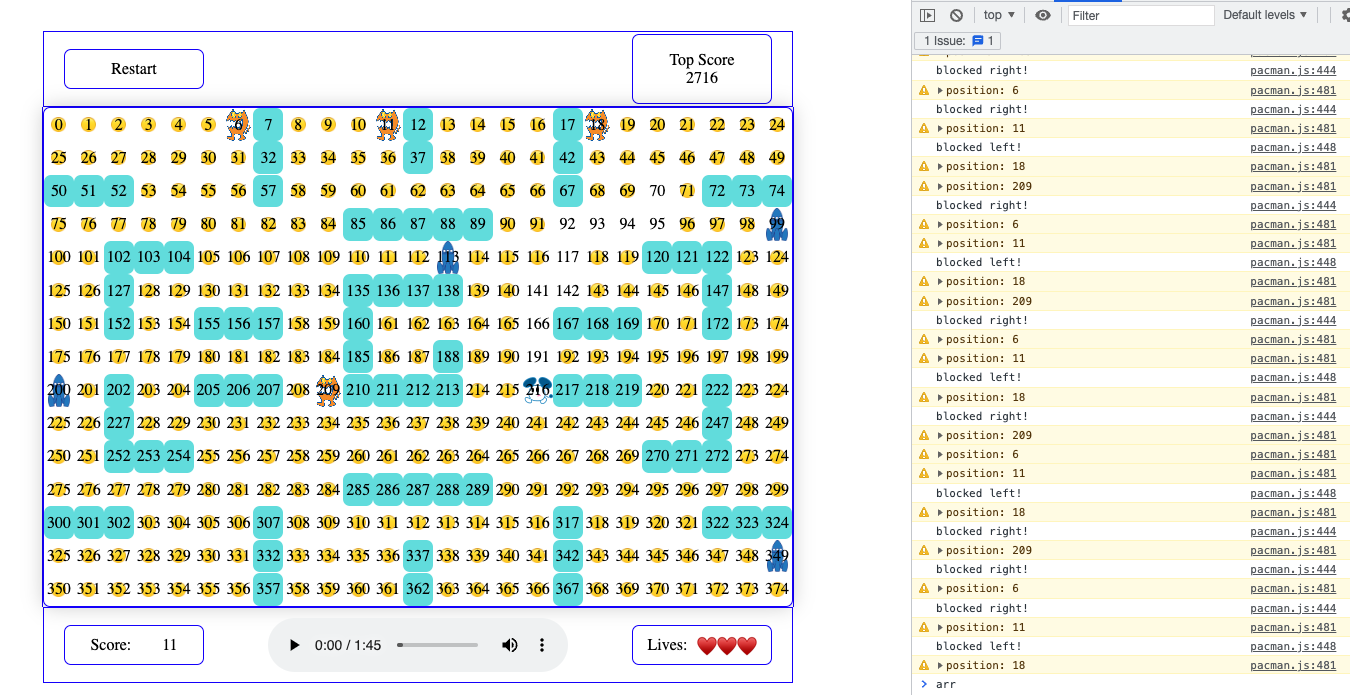 Restart
Top Score
2716
0 1 2 3 4 5 6 7 8 9 10 11 12 13 14 15 16 17 18 19 20 21 22 23 24
25 26 27 28 29 30 31 32 33 34 35 36 37 38 39 40 41 42 43 44 45 46 47 48 49
50 51 52 53 54 55 56 57 58 59 60 61 62 63 64 65 66 67 68 69 70 71 72 73 74
75 76 77 78 79 80 81 82 83 84 85 86 87 88 89 90 91 92 93 94 95 96 97 98 99
100 101 102 103 104 105 106 107 108 109 110 111 112 113 114 115 116 117 118 119 120 121 122 123 124
125 126 127 128 129 130 131 132 133 134 135 136 137 138 139 140 141 142 143 144 145 146 147 148 149
150 151 152 153 154 155 156 157 158 159 160 161 162 163 164 165 166 167 168 169 170 171 172 173 174
175 176 177 178 179 180 181 182 183 184 185 186 187 188 189 190 191 192 193 194 195 196 197 198 199
200 201 202 203 204 205 206 207 208 209 210 211 212 213 214 215 216 217 218 219 220 221 222 223 224
225 226 227 228 229 230 231 232 233 234 235 236 237 238 239 240 241 242 243 244 245 246 247 248 249
250 251 252 253 254 255 256 257 258 259 260 261 262 263 264 265 266 267 268 269 270 271 272 273 274
275 276 277 278 279 280 281 282 283 284 285 286 287 288 289 290 291 292 293 294 295 296 297 298 299
300 301 302 303 304 305 306 307 308 309 310 311 312 313 314 315 316 317 318 319 320 321 322 323 324
325 326 327 328 329 330 331 332 333 334 335 336 337 338 339 340 341 342 343 344 345 346 347 348 349
350 351 352 353 354 355 356 357 358 359 360 361 362 363 364 365 366 367 368 369 370 371 372 373 374
Score: 11
0:00 / 1:45
Lives:
top Filter Default levels
1 Issue: 1
blocked right! pacman.js:444
position: 6 pacman.js:481
blocked right! pacman.js:444
position: 11 pacman.js:481
blocked left! pacman.js:448
position: 18 pacman.js:481
position: 209 pacman.js:481
blocked right! pacman.js:444
position: 6 pacman.js:481
position: 11 pacman.js:481
blocked left! pacman.js:448
position: 18 pacman.js:481
position: 209 pacman.js:481
blocked right! pacman.js:444
position: 6 pacman.js:481
position: 11 pacman.js:481
blocked left! pacman.js:448
position: 18 pacman.js:481
blocked right! pacman.js:444
position: 209 pacman.js:481
position: 6 pacman.js:481
position: 11 pacman.js:481
blocked left! pacman.js:448
position: 18 pacman.js:481
blocked right! pacman.js:444
position: 209 pacman.js:481
blocked right! pacman.js:444
position: 6 pacman.js:481
blocked right! pacman.js:444
position: 11 pacman.js:481
blocked left! pacman.js:448
position: 18 pacman.js:481
arr